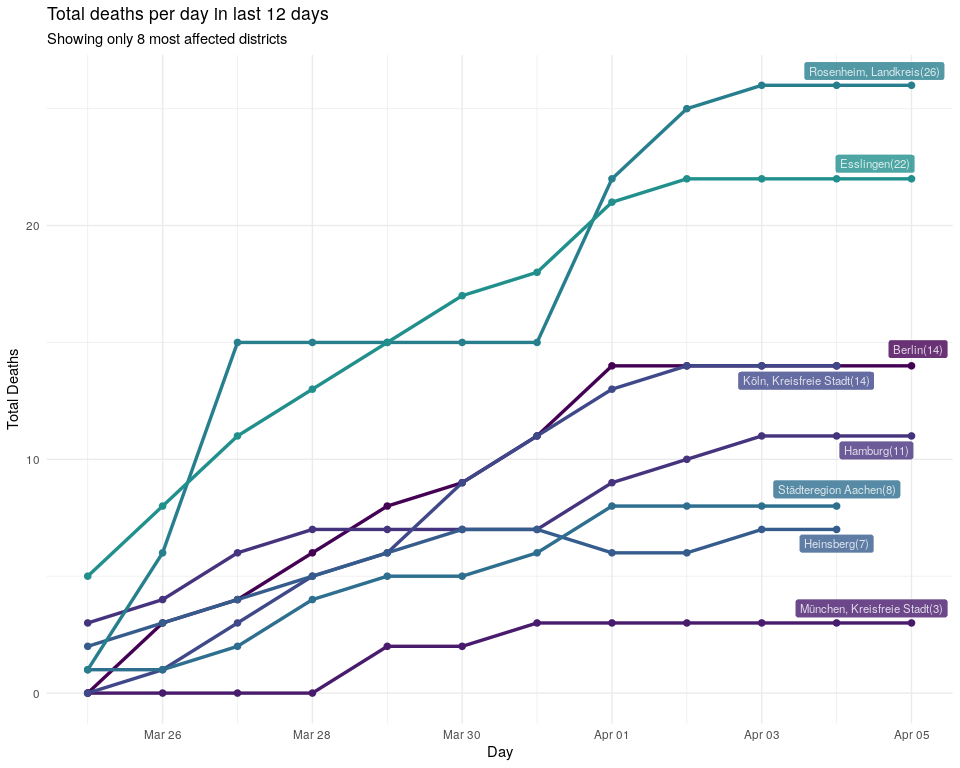 Total deaths per day in last 12 days
Showing only 8 most affected districts
Total Deaths
20
10
0
Rosenheim, Landkreis(26)
Esslingen(22)
Berlin(14)
Köln, Kreisfreie Stadt(14)
Hamburg(11)
Städteregion Aachen(8)
Heinsberg(7)
München, Kreisfreie Stadt(3)
Mar 26
Mar 28
Mar 30
Apr 01
Apr 03
Apr 05
Day